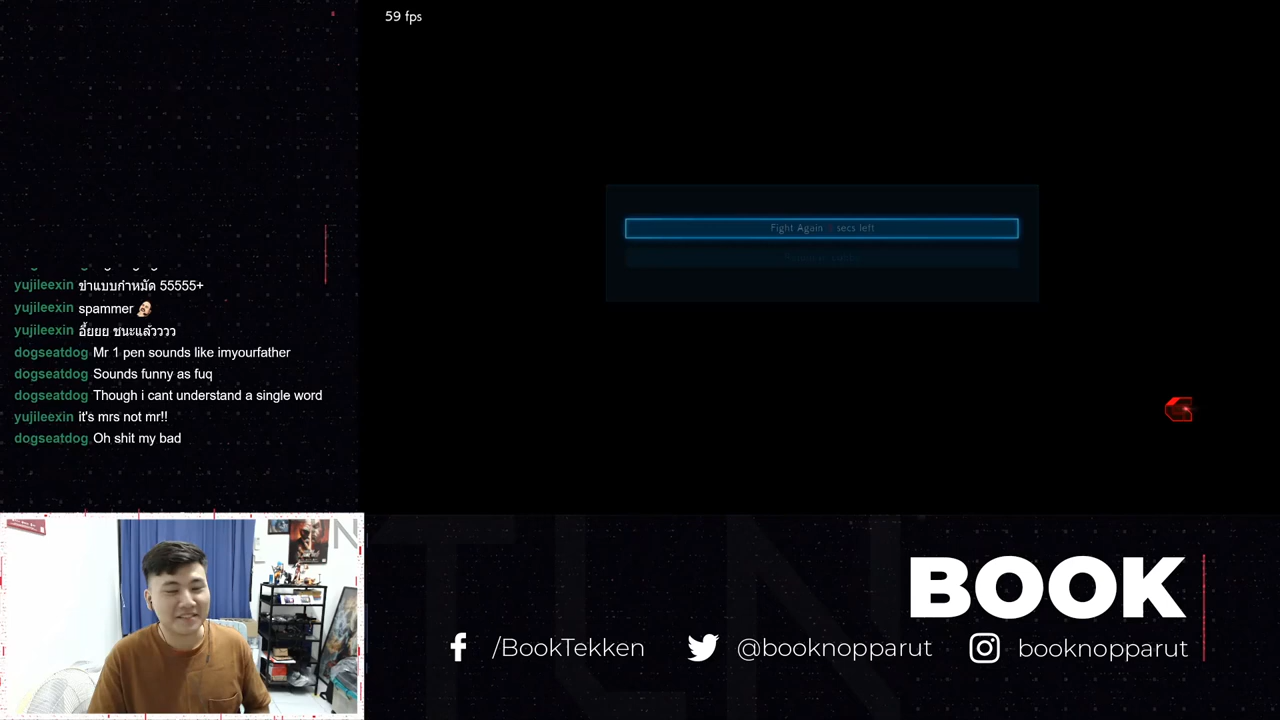 59 fps
Fight Again
secs left
yujileexin ขำแบบกำหมัด 55555+
yujileexin spammer
yujileexin อี้ยยย ชนะแล้วววว
dogseatdog Mr 1 pen sounds like imyourfather
dogseatdog Sounds funny as fuq
dogseatdog Though i cant understand a single word
yujileexin it's mrs not mr!!
dogseatdog Oh shit my bad
BOOK
/BookTekken
@booknopparut
booknopparut